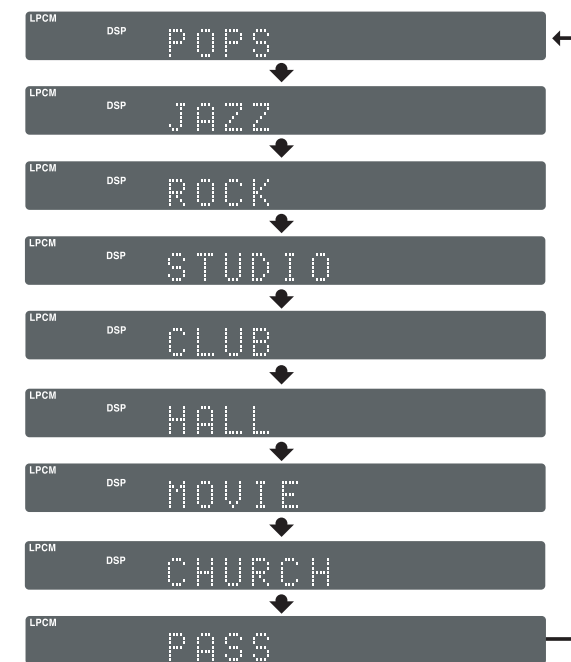 LPCM
DSP
POPS
LPCM
DSP
JAZZ
LPCM
DSP
ROCK
LPCM
DSP
STUDIO
LPCM
DSP
CLUB
LPCM
DSP
HALL
LPCM
DSP
MOVIE
LPCM
DSP
CHURCH
LPCM
PASS